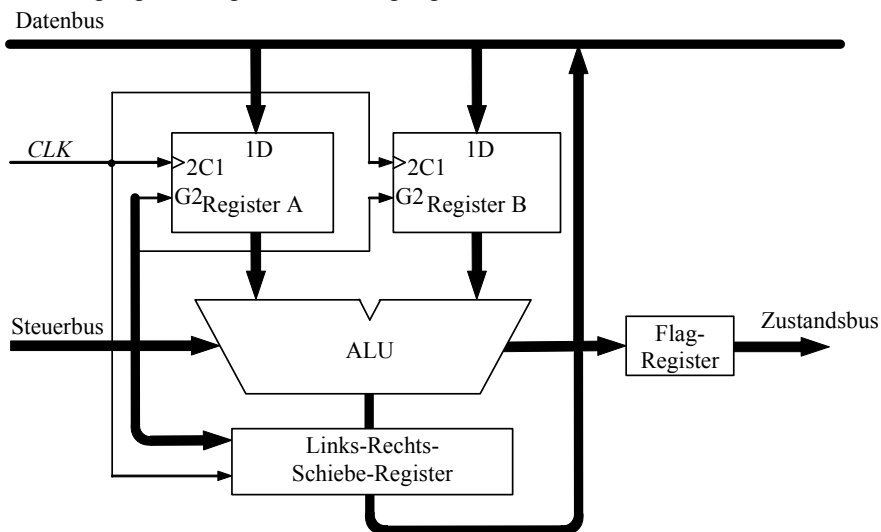 Datenbus
CLK
1D
2C1
G2
Register A
1D
2C1
G2
Register B
Steuerbus
ALU
Flag-
Register
Zustandsbus
Links-Rechts-
Schiebe-Register